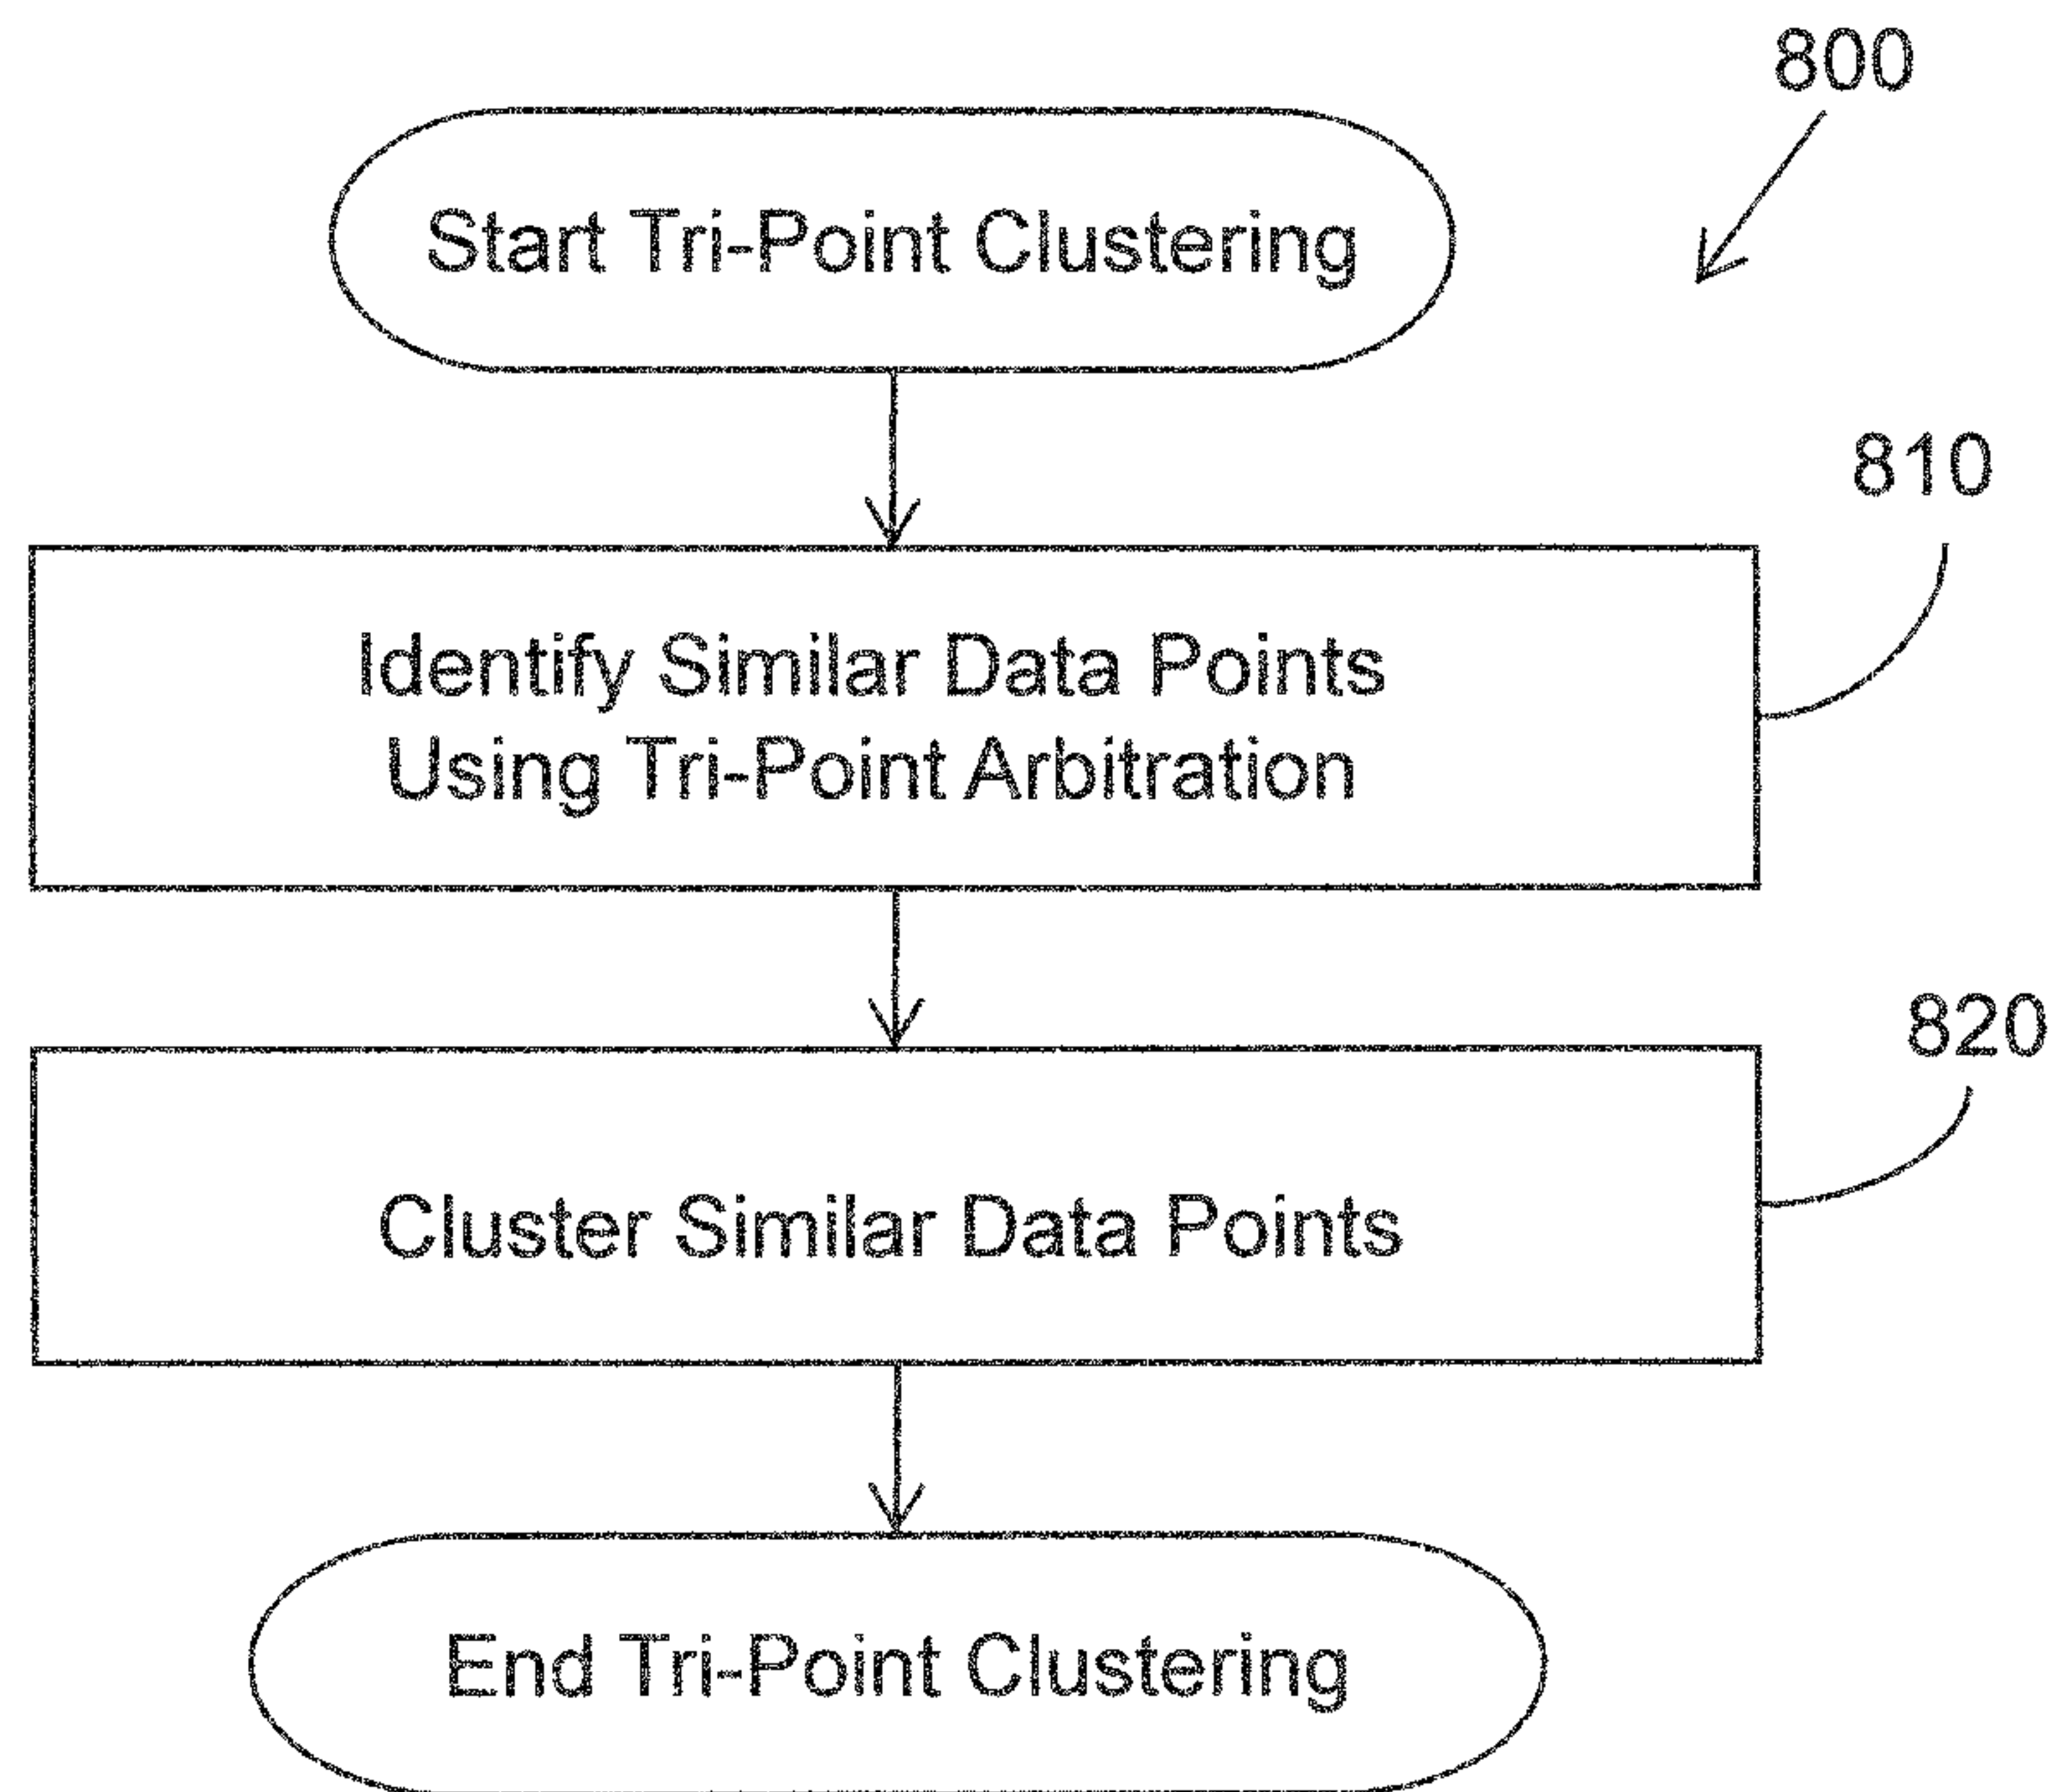 800
Start Tri-Point Clustering
810
Identify Similar Data Points
Using Tri-Point Arbitration
820
Cluster Similar Data Points
End Tri-Point Clustering